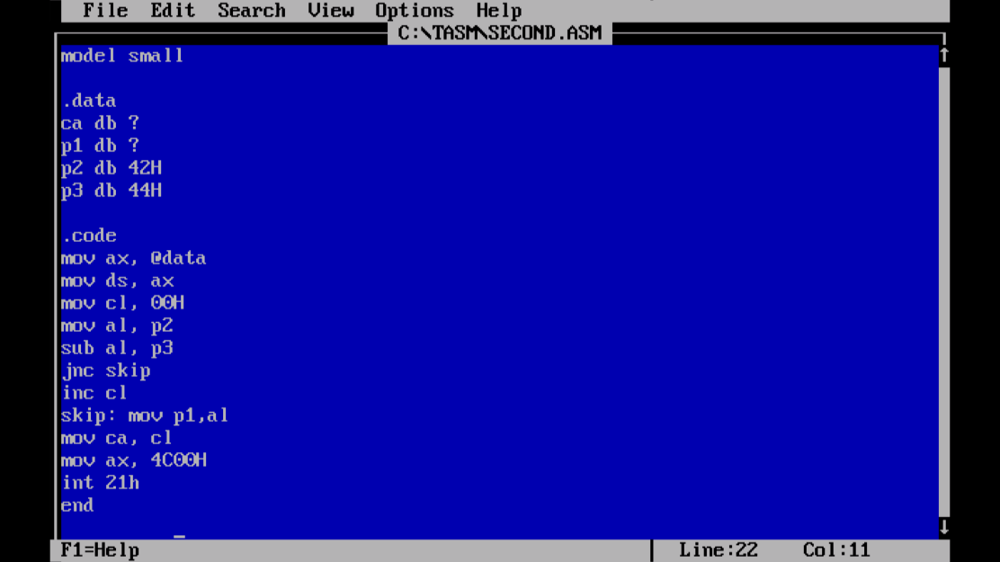 File Edit Search View Options Help
C:\TASM\SECOND.ASM
model small
.data
ca db ?
p1 db ?
p2 db 42H
p3 db 44H
.code
mov ax, @data
mov ds, ax
mov cl, 00H
mov al, p2
sub al, p3
jnc skip
inc cl
skip: mov p1,al
mov ca, cl
mov ax, 4C00H
int 21h
end
F1=Help Line:22 Col:11